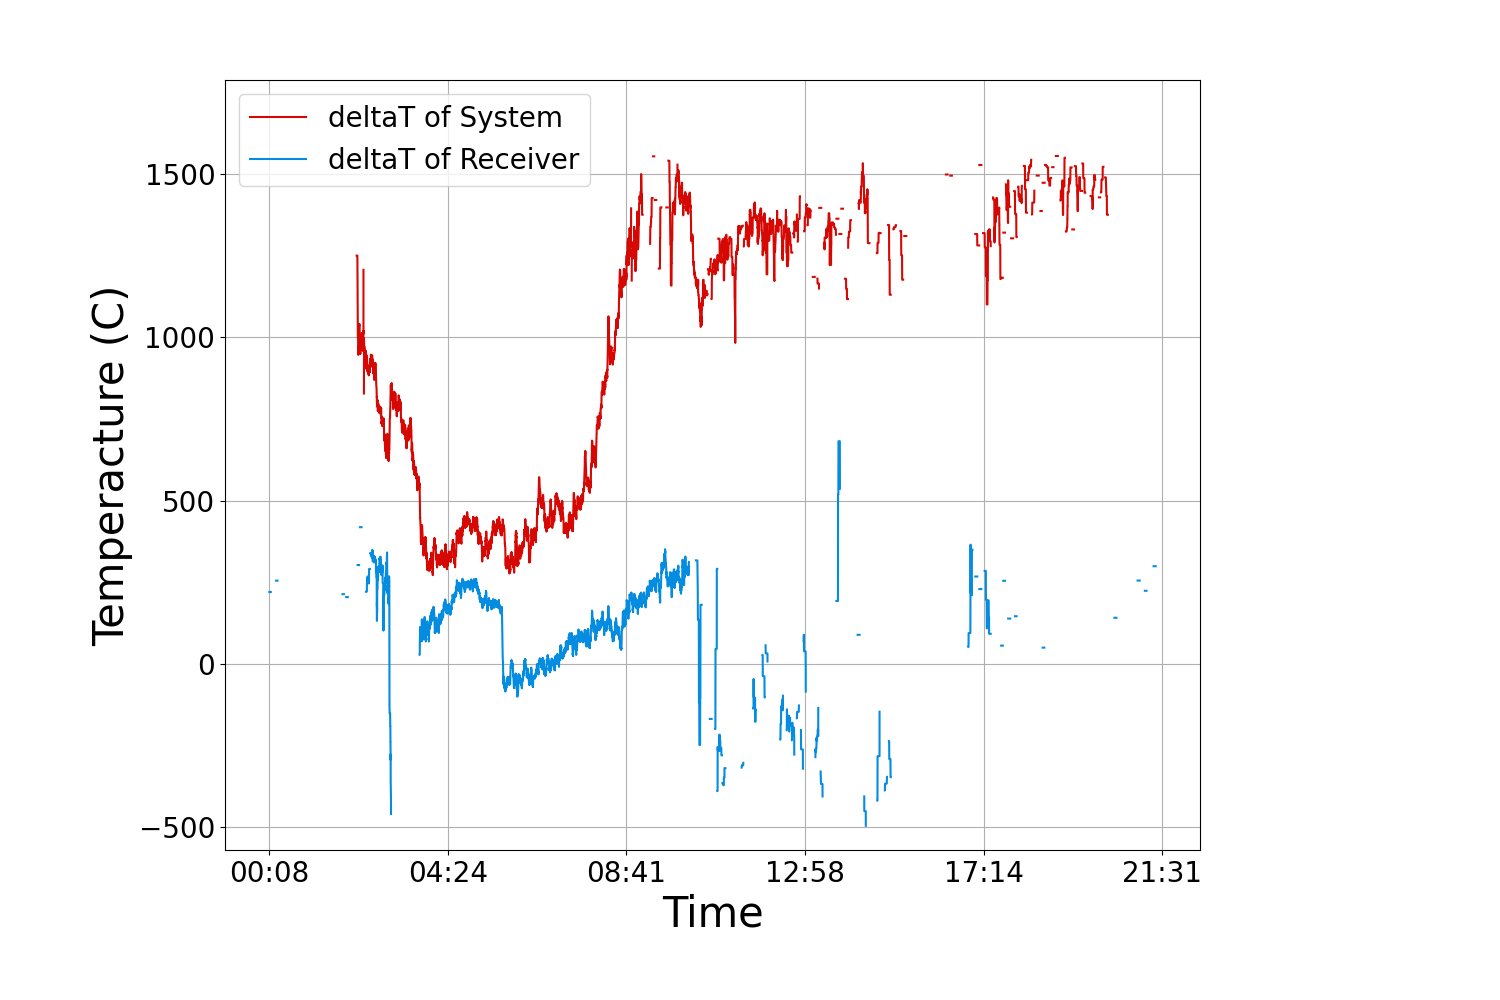 deltaT of System
deltaT of Receiver
1500
1000
500
0
−500
00:08 04:24 08:41 12:58 17:14 21:31
Time
Temperacture (C)